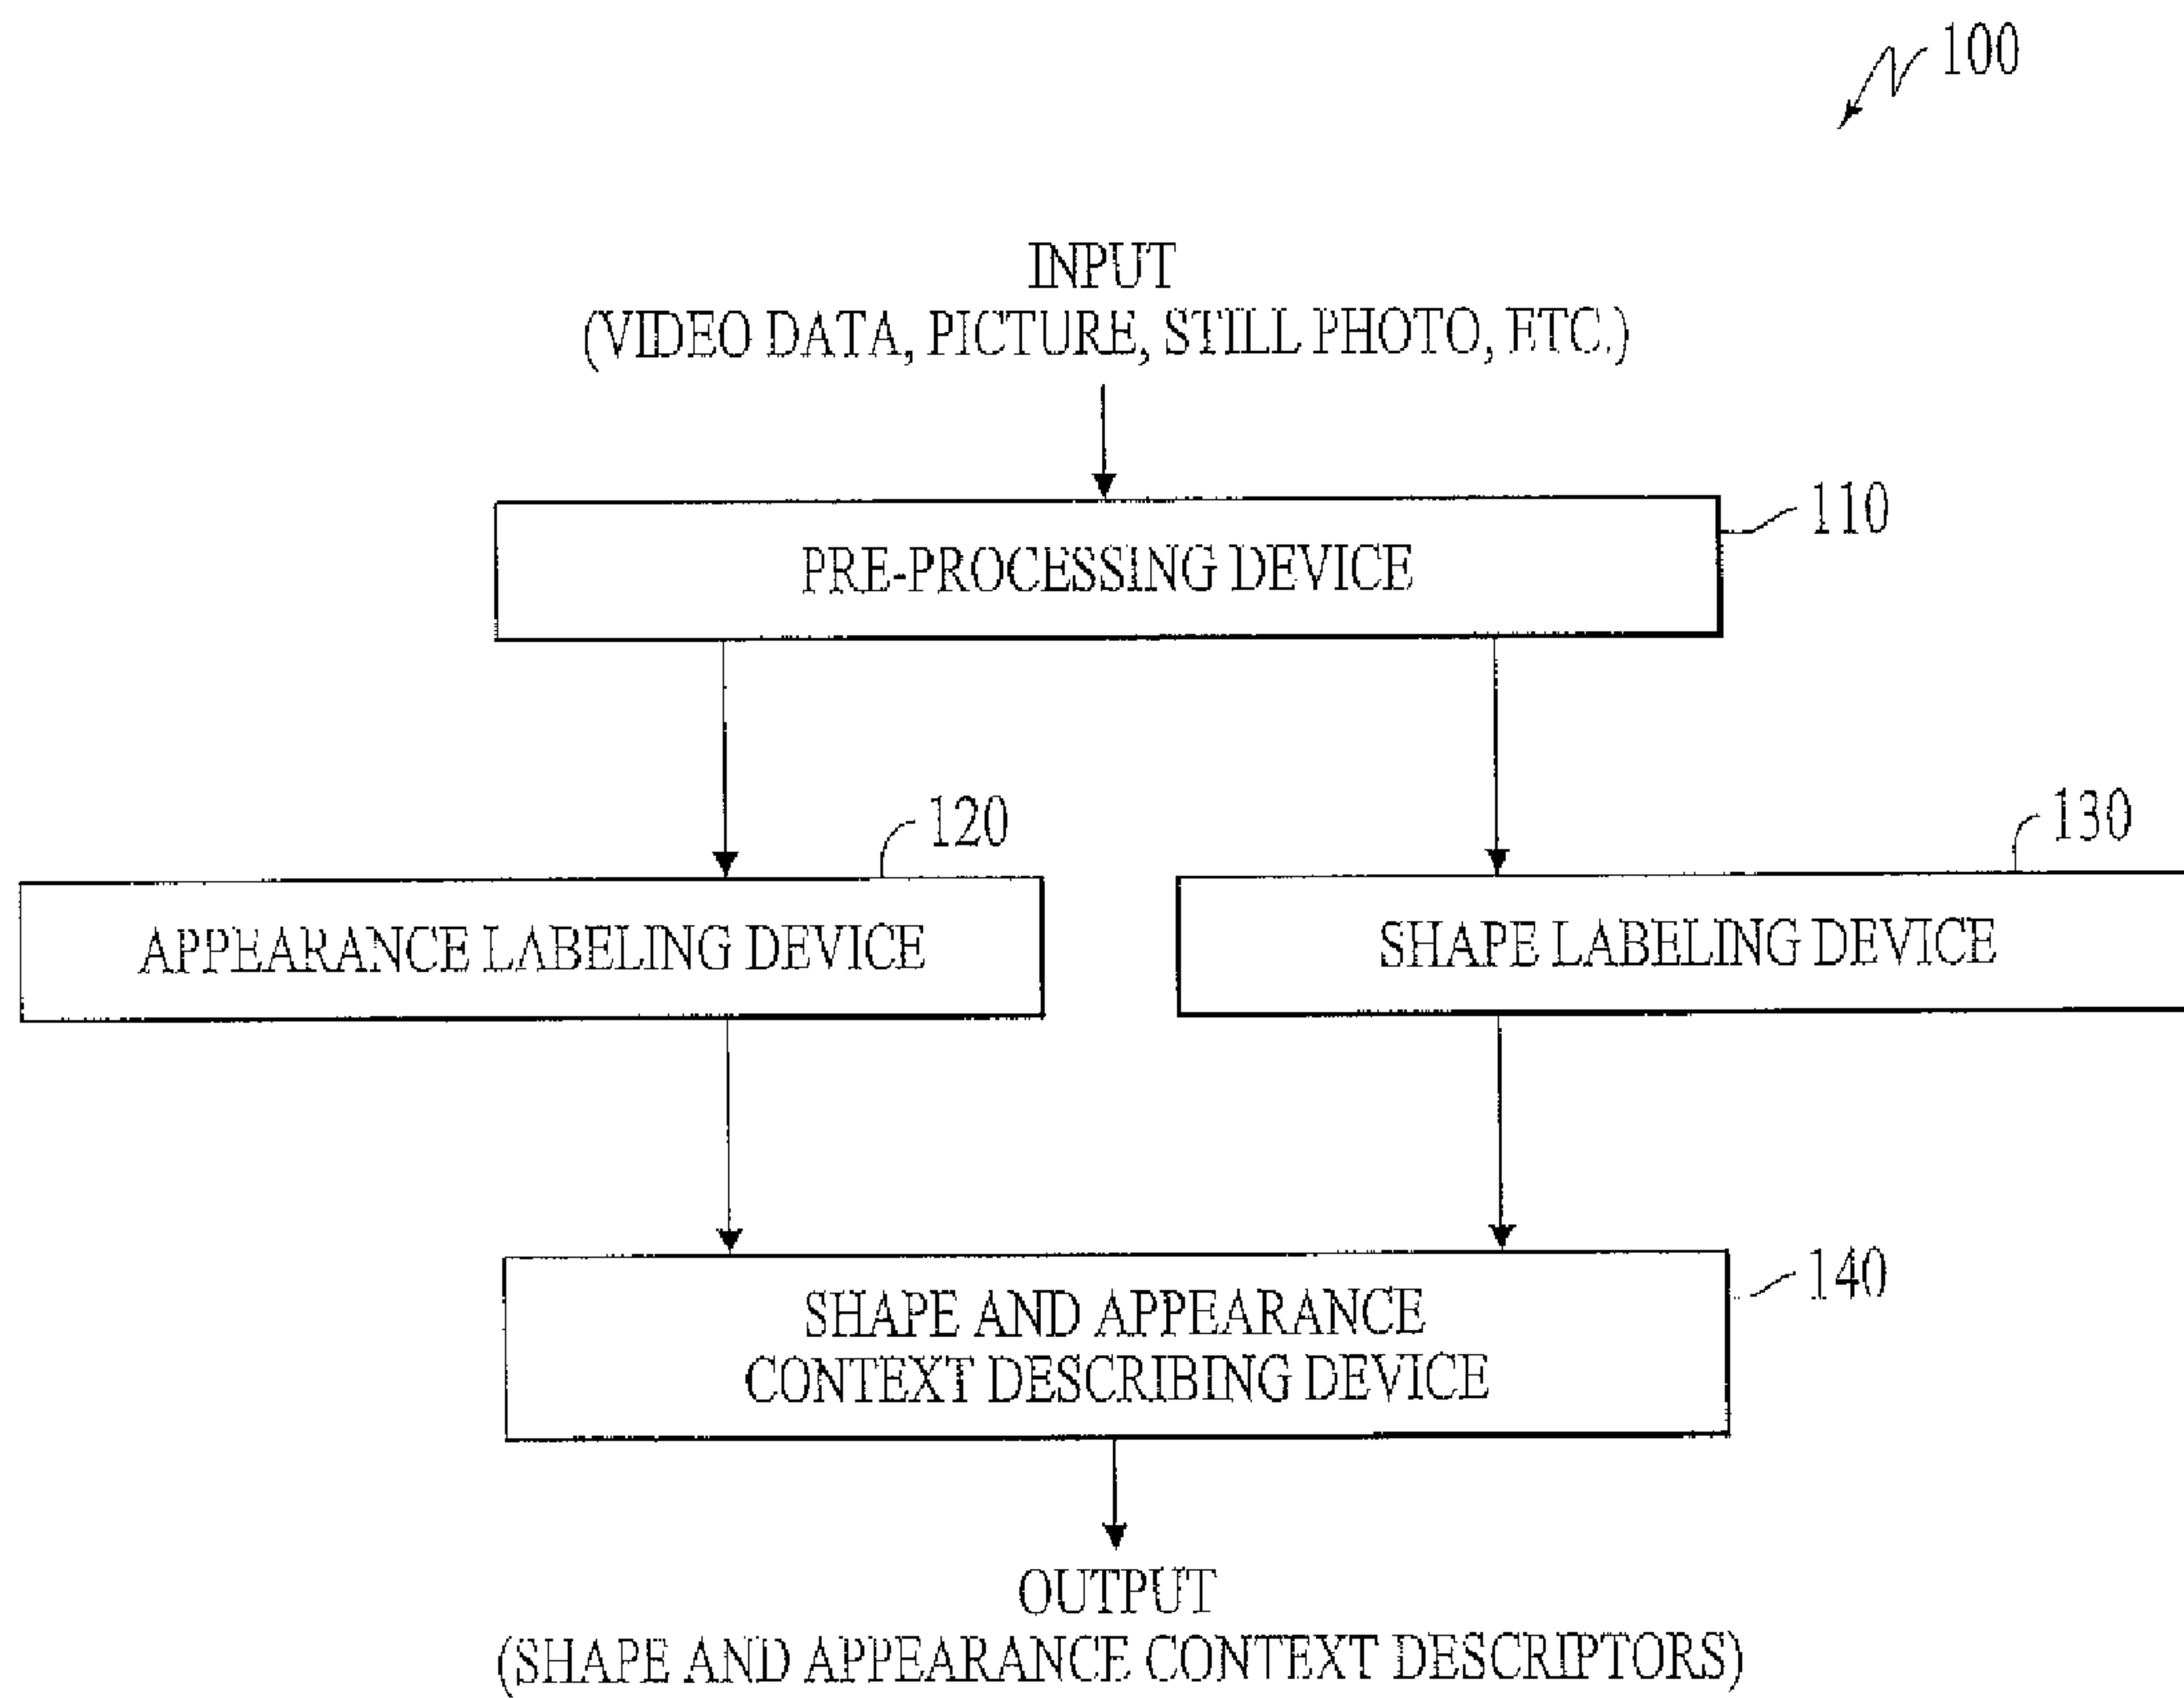 100
INPUT
(VIDEO DATA, PICTURE, STILL PHOTO, ETC.)
110
PRE-PROCESSING DEVICE
120
130
APPEARANCE LABELING DEVICE
SHAPE LABELING DEVICE
140
SHAPE AND APPEARANCE
CONTEXT DESCRIBING DEVICE
OUTPUT
(SHAPE AND APPEARANCE CONTEXT DESCRIPTORS)